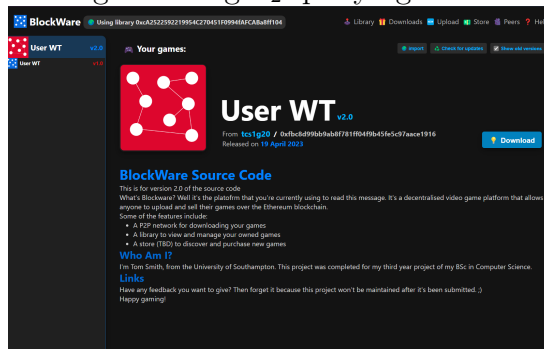 BlockWare Using library 0xcA2522592219954C270451F0994fAFCABa8ff104 Library Downloads Upload Store Peers ? Hel
User WT v2.0
User WT v1.0
Your games: import Check for updates Show old versions
User WT v2.0
From tcs1g20 / 0xfbc8d99bb9ab8f781ff04f9b45fe5c97aace1916
Released on 19 April 2023
Download
BlockWare Source Code
This is for version 2.0 of the source code
What's Blockware? Well it's the platofrm that you're currently using to read this message. It's a decentralised video game platform that allows
anyone to upload and sell their games over the Ethereum blockchain.
Some of the features include:
• A P2P network for downloading your games
• A library to view and manage your owned games
• A store (TBD) to discover and purchase new games
Who Am I?
I'm Tom Smith, from the University of Southampton. This project was completed for my third year project of my BSc in Computer Science.
Links
Have any feedback you want to give? Then forget it because this project won't be maintained after it's been submitted. ;)
Happy gaming!